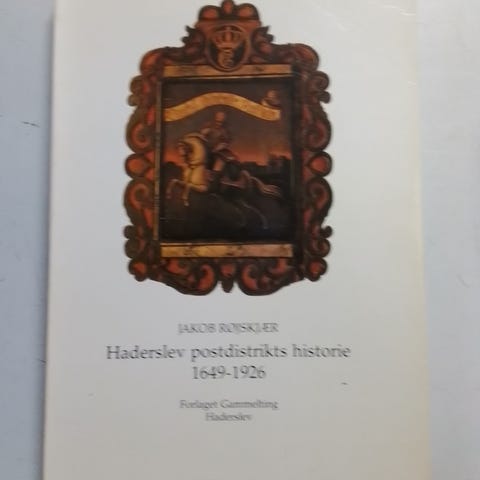 JAKOB RØJSKJÆR
Haderslev postdistrikts historie
1649-1926
Forlaget Gammelting
Haderslev